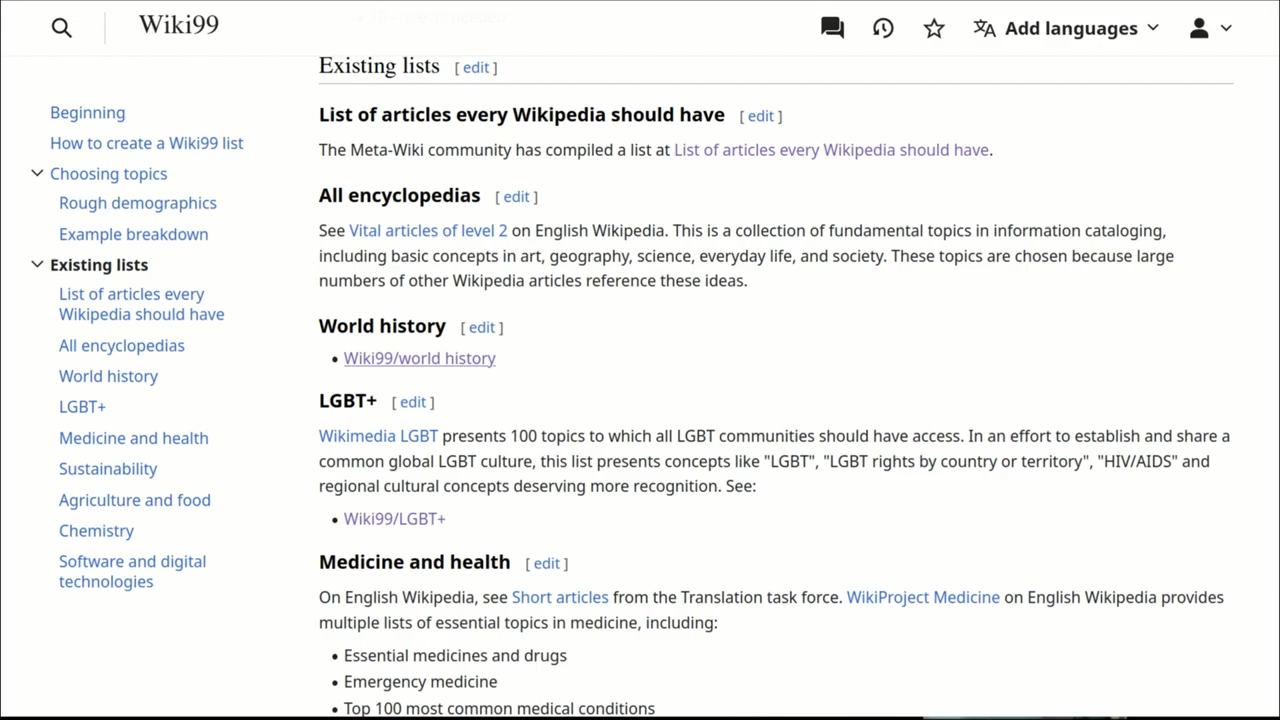 Wiki99
Add languages
Beginning
How to create a Wiki99 list
Choosing topics
Rough demographics
Example breakdown
Existing lists
List of articles every
Wikipedia should have
All encyclopedias
World history
LGBT+
Medicine and health
Sustainability
Agriculture and food
Chemistry
Software and digital
technologies
Existing lists [ edit ]
List of articles every Wikipedia should have [ edit ]
The Meta-Wiki community has compiled a list at List of articles every Wikipedia should have.
All encyclopedias [ edit ]
See Vital articles of level 2 on English Wikipedia. This is a collection of fundamental topics in information cataloging,
including basic concepts in art, geography, science, everyday life, and society. These topics are chosen because large
numbers of other Wikipedia articles reference these ideas.
World history [ edit ]
• Wiki99/world history
LGBT+ [ edit ]
Wikimedia LGBT presents 100 topics to which all LGBT communities should have access. In an effort to establish and share a
common global LGBT culture, this list presents concepts like "LGBT", "LGBT rights by country or territory", "HIV/AIDS" and
regional cultural concepts deserving more recognition. See:
• Wiki99/LGBT+
Medicine and health [ edit ]
On English Wikipedia, see Short articles from the Translation task force. WikiProject Medicine on English Wikipedia provides
multiple lists of essential topics in medicine, including:
• Essential medicines and drugs
• Emergency medicine
• Top 100 most common medical conditions